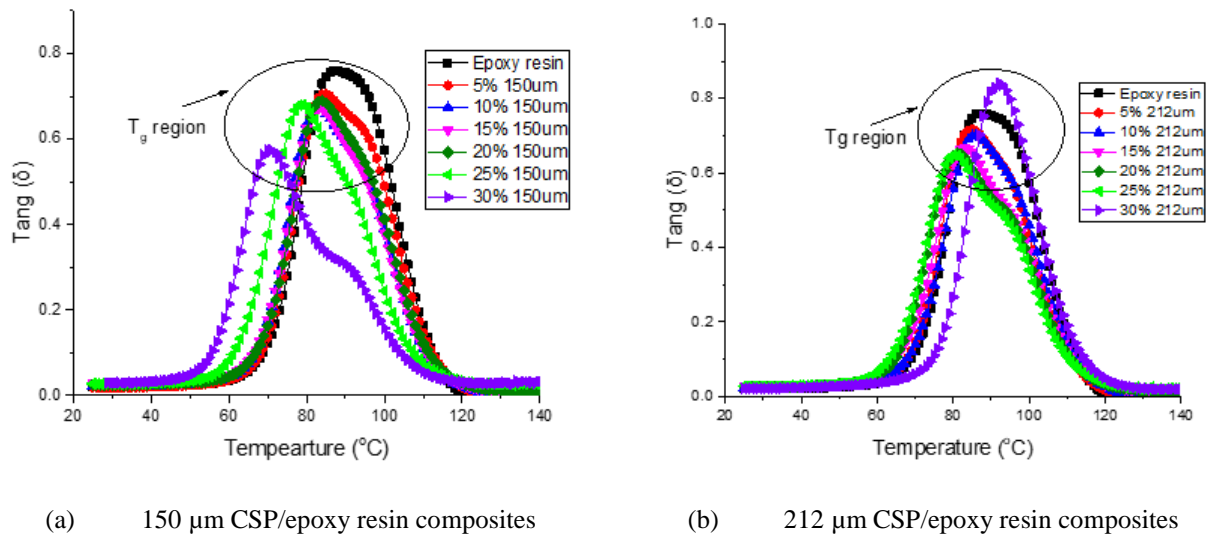 0.8
0.6
0.4
0.2
0.0
20
40
60
80
100
120
140
Tang (δ)
Tempearture (°C)
Tg region
Epoxy resin
5% 150um
10% 150um
15% 150um
20% 150um
25% 150um
30% 150um
(a) 150 µm CSP/epoxy resin composites
1.0
0.8
0.6
0.4
0.2
0.0
20
40
60
80
100
120
140
Tang (δ)
Temperature (°C)
Tg region
Epoxy resin
5% 212um
10% 212um
15% 212um
20% 212um
25% 212um
30% 212um
(b) 212 µm CSP/epoxy resin composites